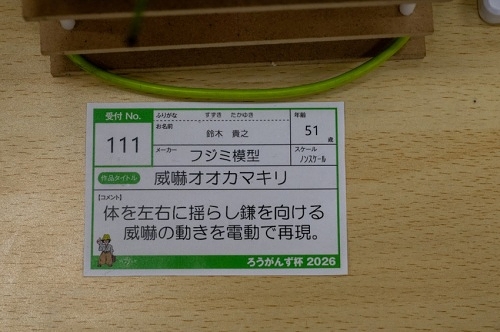 受付 No.
111
ふりがな すずき たかゆき
お名前 鈴木 貴之
年齢 51 歳
メーカー フジミ模型
スケール ノンスケール
作品タイトル 威嚇オオカマキリ
【コメント】
体を左右に揺らし鎌を向ける
威嚇の動きを電動で再現。
ろうがんず杯 2026